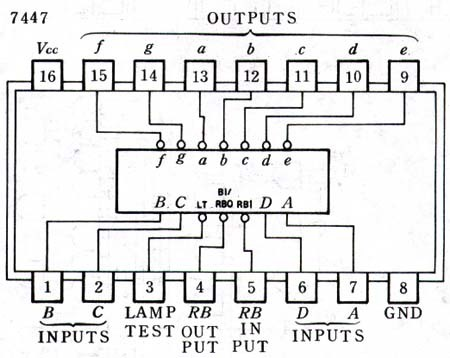 7447 OUTPUTS
Vcc f g a b c d e
16 15 14 13 12 11 10 9
f g a b c d e
BI/
B C LT RBO RBI D A
1 2 3 4 5 6 7 8
B C LAMP RB RB D A GND
INPUTS TEST OUT IN INPUTS
PUT PUT